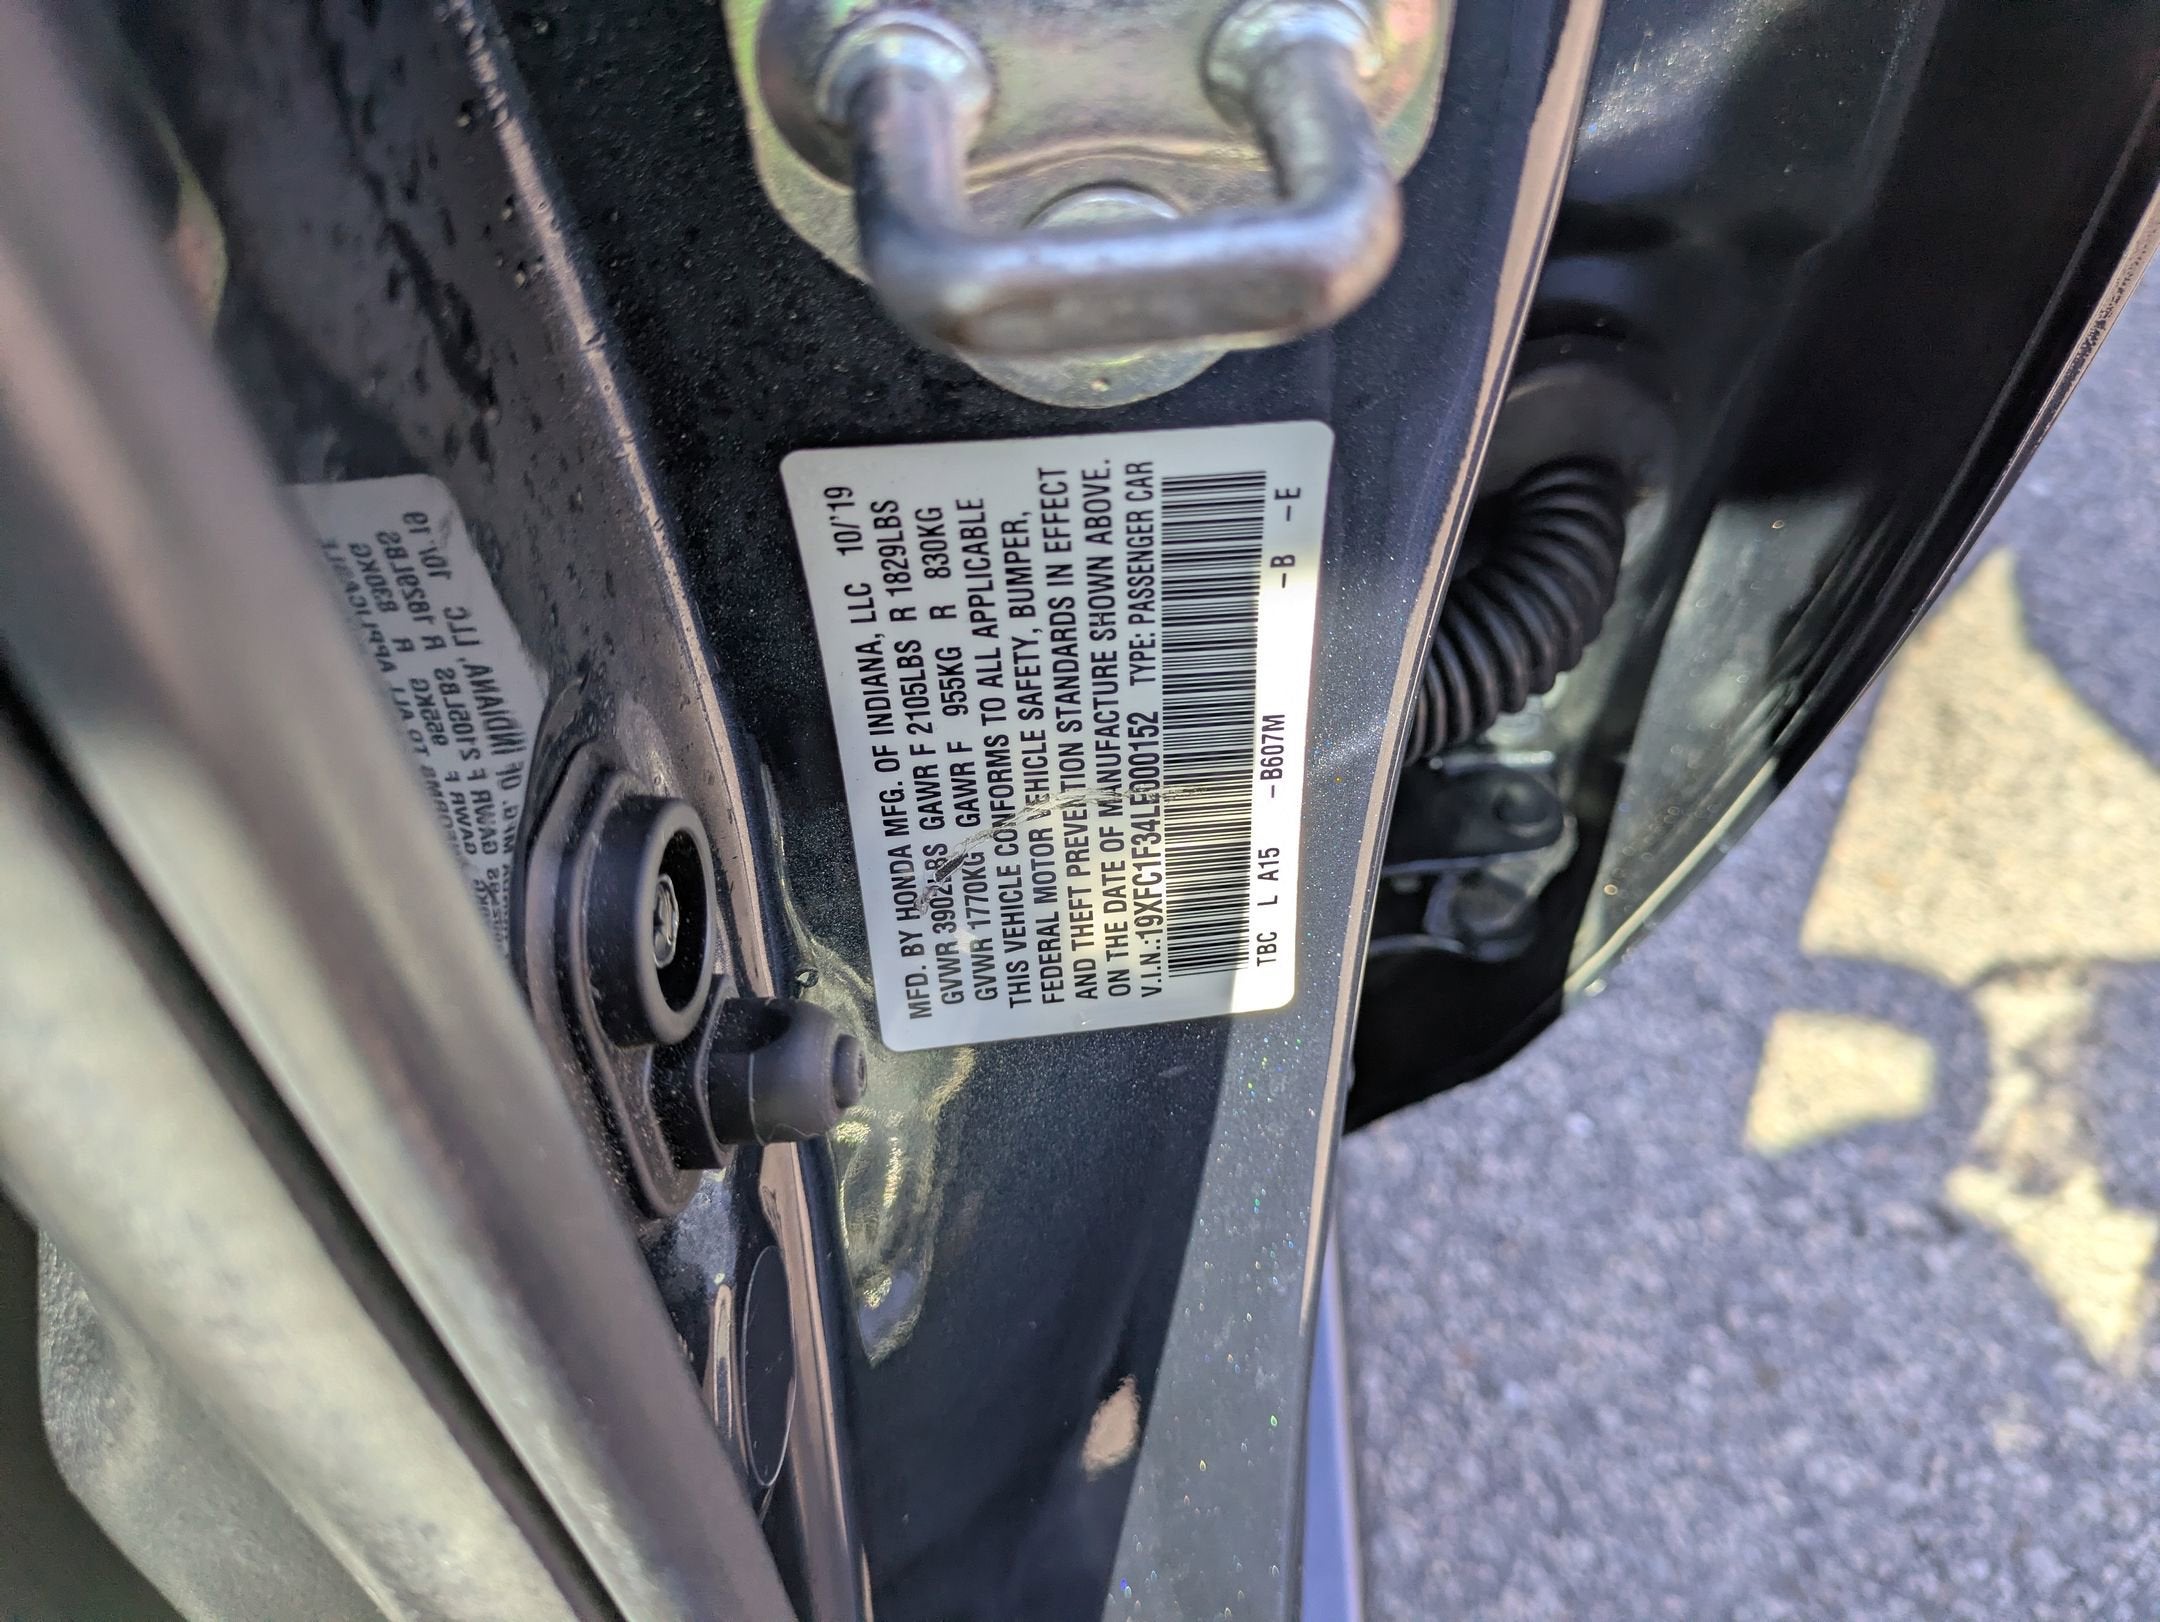 MFD. BY HONDA MFG. OF INDIANA, LLC 10/'19
GVWR 3902LBS GAWR F 2105LBS R 1829LBS
GVWR 1770KG GAWR F 955KG R 830KG
THIS VEHICLE CONFORMS TO ALL APPLICABLE
FEDERAL MOTOR VEHICLE SAFETY, BUMPER,
AND THEFT PREVENTION STANDARDS IN EFFECT
ON THE DATE OF MANUFACTURE SHOWN ABOVE.
V.I.N.:19XFC1F34LE000152 TYPE: PASSENGER CAR
TBC L A15 -B607M -B -E